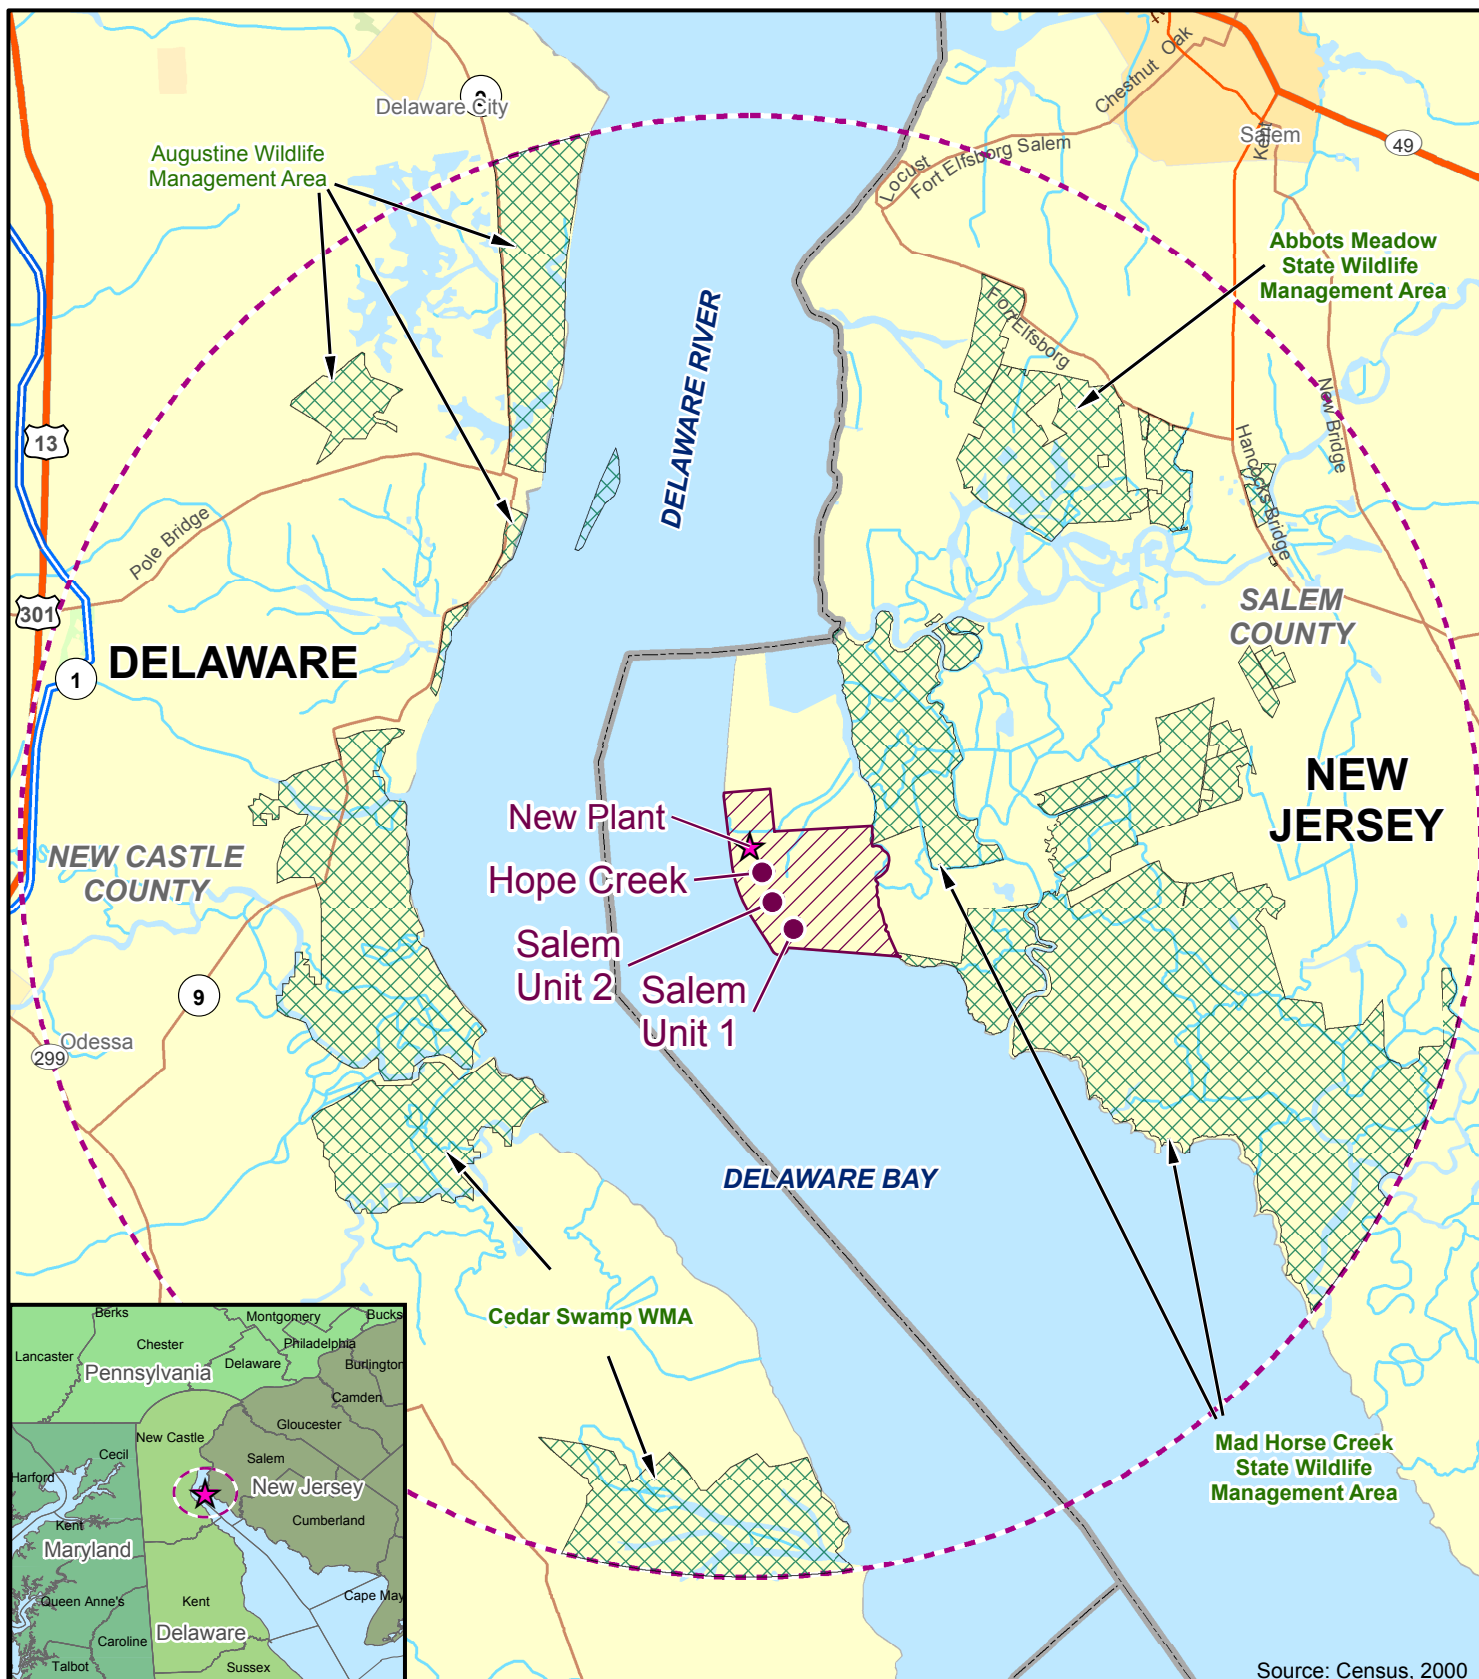 Chestnut
Oak
9
Delaware City
Salem
Kent
49
Locust
Fort Elfsborg Salem
Augustine Wildlife
Management Area
Abbots Meadow
State Wildlife
Management Area
Fort Elfsborg
DELAWARE RIVER
New Bridge
Hancocks Bridge
13
Pole Bridge
301
SALEM
COUNTY
1
DELAWARE
NEW
JERSEY
New Plant
Hope Creek
NEW CASTLE
COUNTY
Salem
Unit 2
Salem
Unit 1
9
Odessa
299
DELAWARE BAY
Cedar Swamp WMA
Mad Horse Creek
State Wildlife
Management Area
Berks
Montgomery
Bucks
Chester
Philadelphia
Lancaster
Delaware
Burlington
Pennsylvania
Camden
Gloucester
New Castle
Cecil
Salem
Harford
New Jersey
Kent
Cumberland
Maryland
Queen Anne's
Kent
Cape May
Caroline
Delaware
Talbot
Sussex
Source: Census, 2000